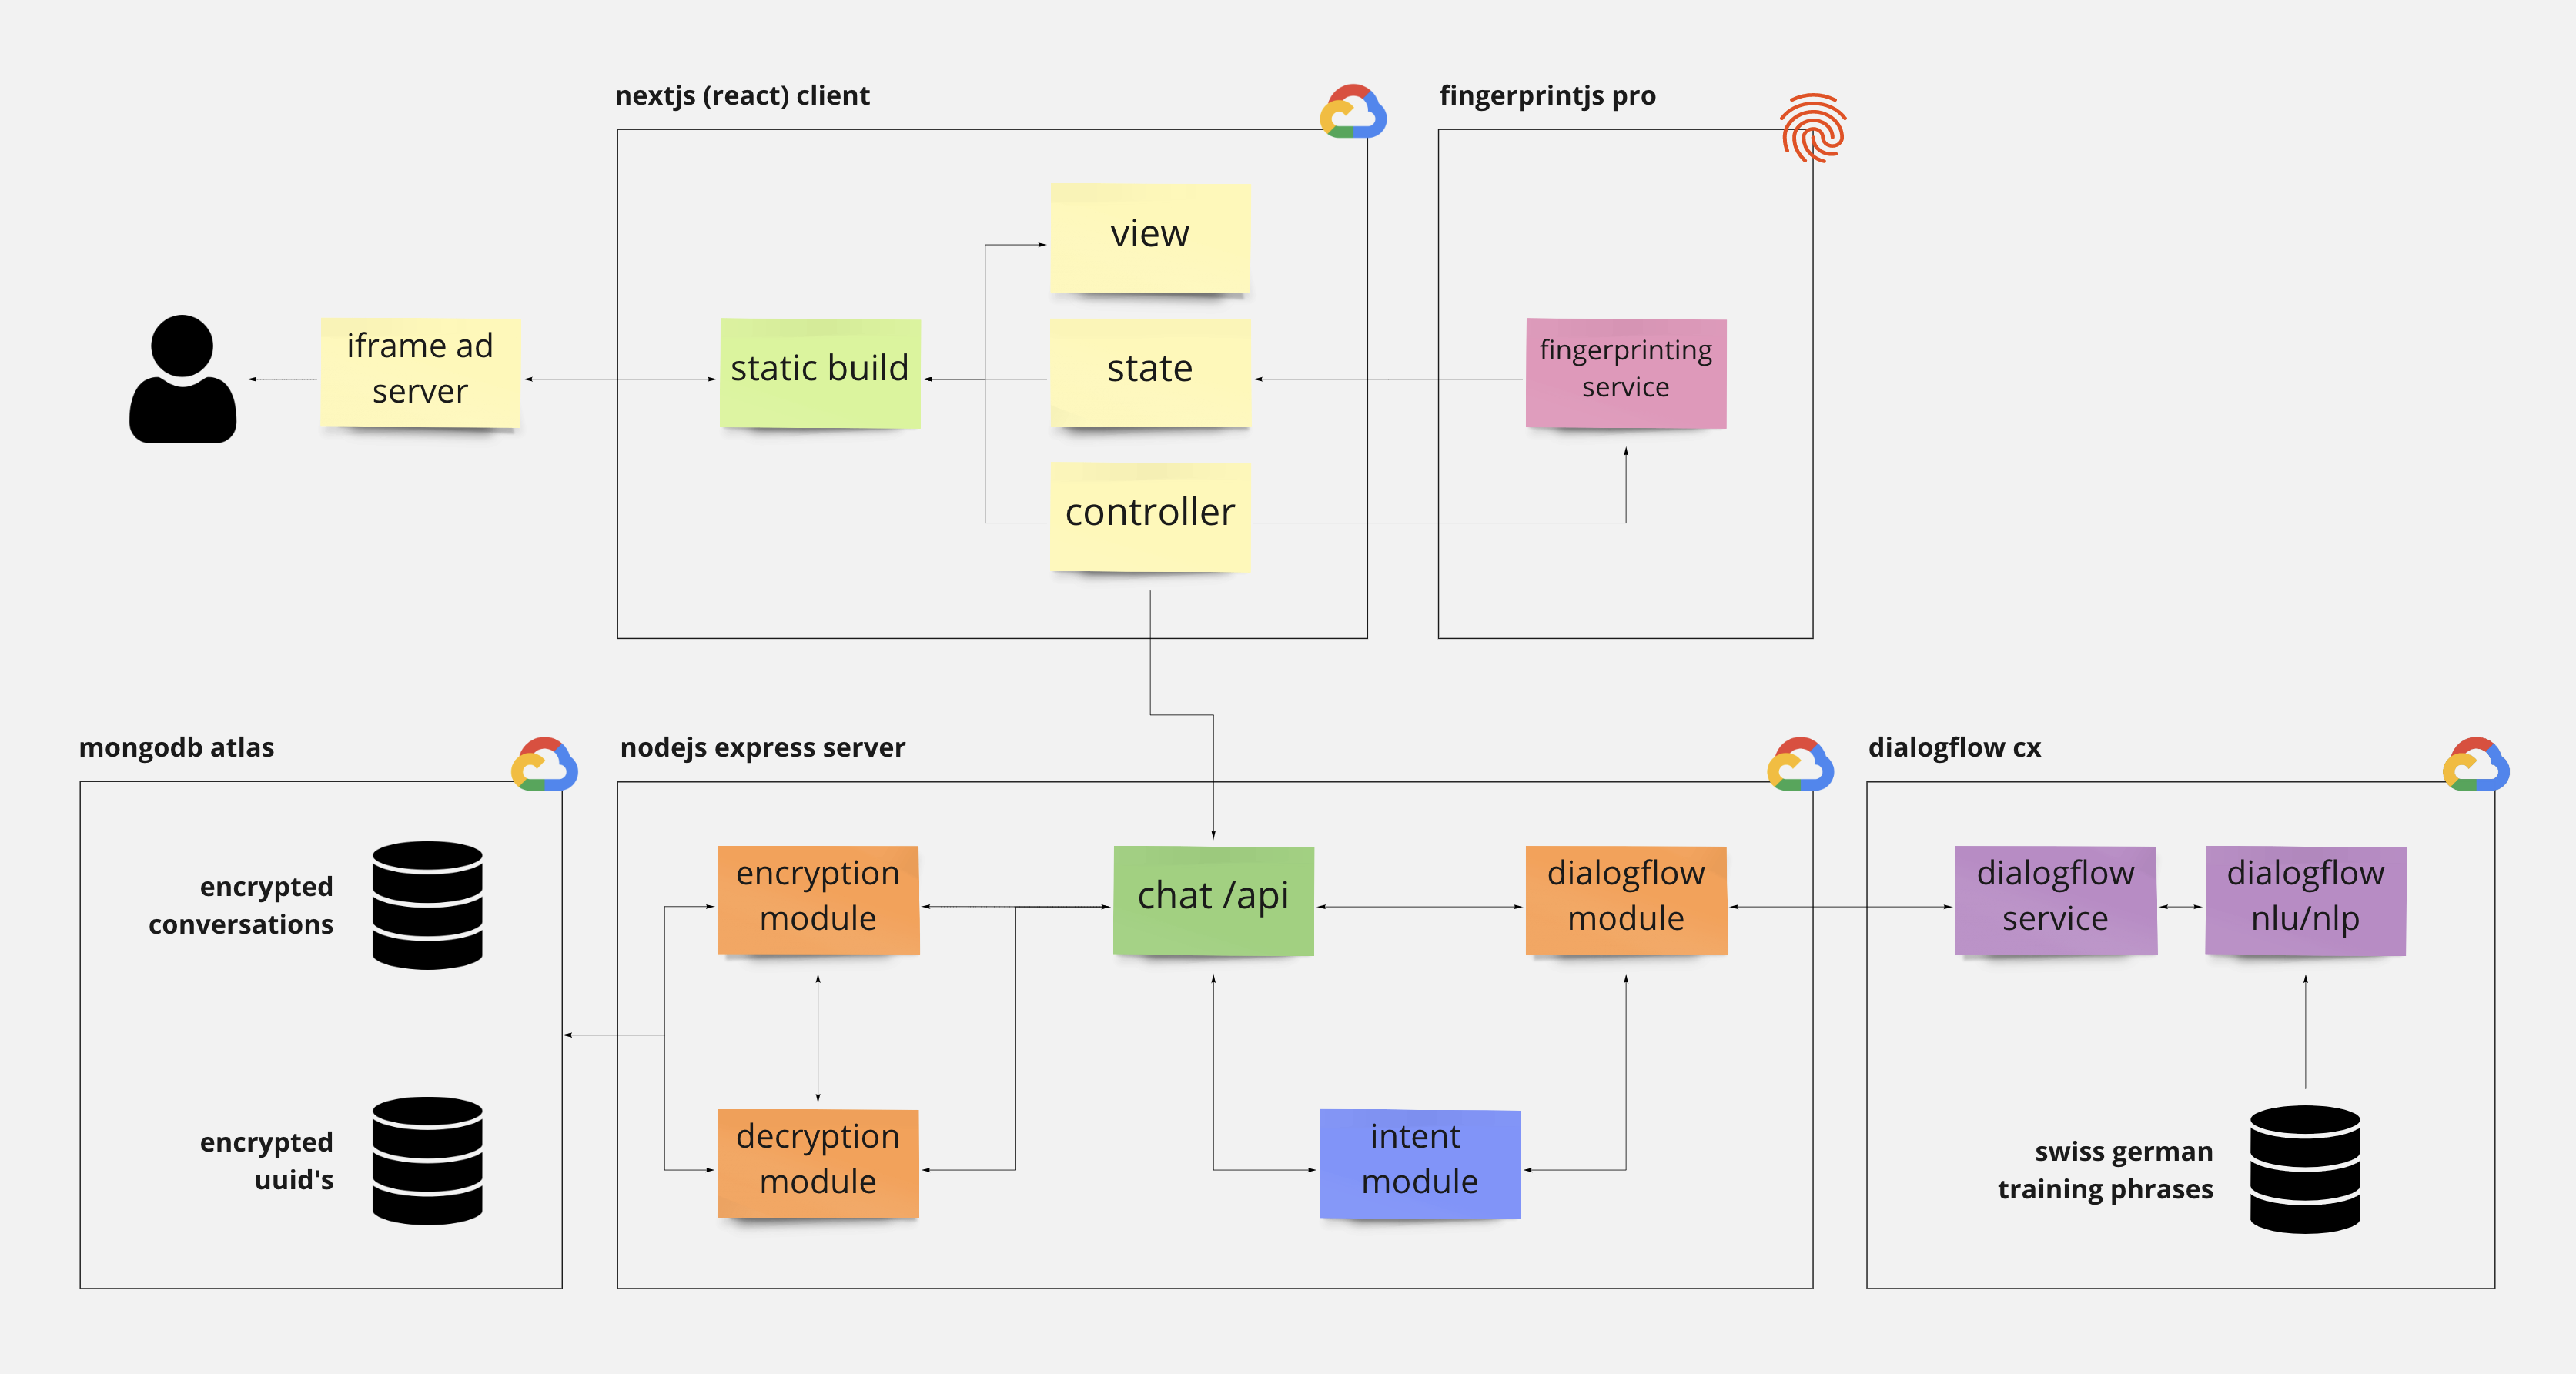 nextjs (react) client
fingerprintjs pro
view
iframe ad
server
static build
state
fingerprinting
service
controller
mongodb atlas
nodejs express server
dialogflow cx
encrypted
conversations
encryption
module
chat /api
dialogflow
module
dialogflow
service
dialogflow
nlu/nlp
encrypted
uuid's
decryption
module
intent
module
swiss german
training phrases